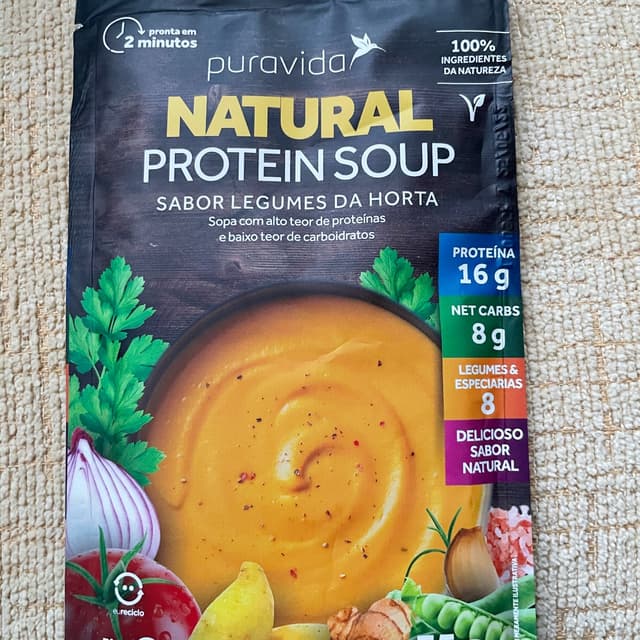 pronta em
2 minutos
puravida
100%
INGREDIENTES
DA NATUREZA
NATURAL
PROTEIN SOUP
SABOR LEGUMES DA HORTA
Sopa com alto teor de proteínas
e baixo teor de carboidratos
PROTEÍNA
16 g
NET CARBS
8 g
LEGUMES &
ESPECIARIAS
8
DELICIOSO
SABOR
NATURAL
eureciclo